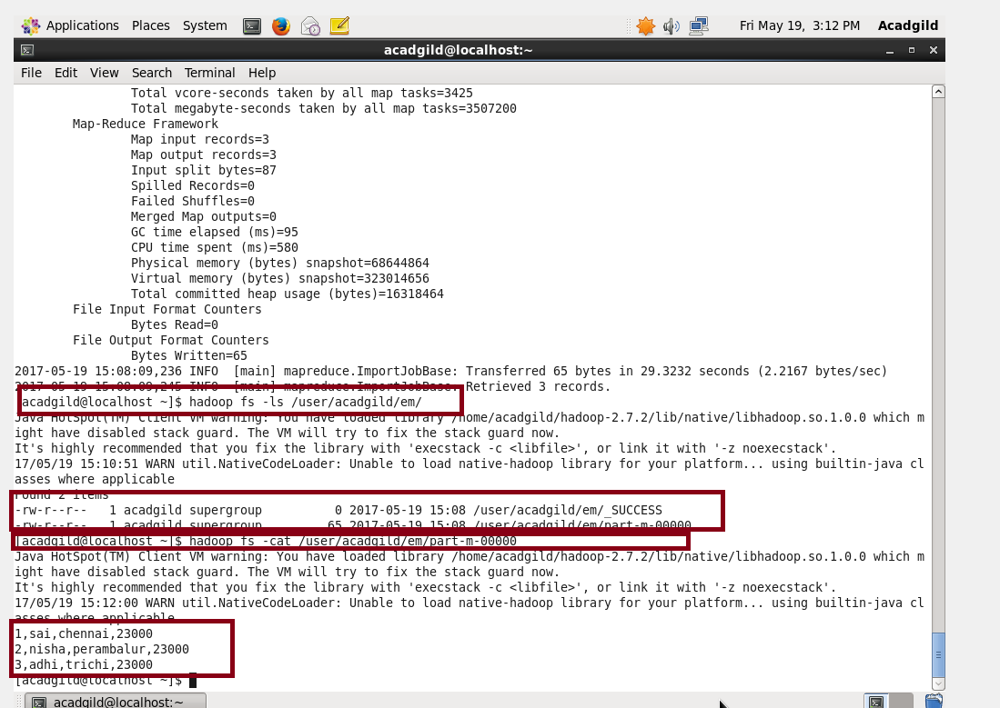 Applications Places System Fri May 19, 3:12 PM Acadgild
acadgild@localhost:~
File Edit View Search Terminal Help
Total vcore-seconds taken by all map tasks=3425
Total megabyte-seconds taken by all map tasks=3507200
Map-Reduce Framework
Map input records=3
Map output records=3
Input split bytes=87
Spilled Records=0
Failed Shuffles=0
Merged Map outputs=0
GC time elapsed (ms)=95
CPU time spent (ms)=580
Physical memory (bytes) snapshot=68644864
Virtual memory (bytes) snapshot=323014656
Total committed heap usage (bytes)=16318464
File Input Format Counters
Bytes Read=0
File Output Format Counters
Bytes Written=65
2017-05-19 15:08:09,236 INFO  [main] mapreduce.ImportJobBase: Transferred 65 bytes in 29.3232 seconds (2.2167 bytes/sec)
2017-05-19 15:08:09,245 INFO  [main] mapreduce.ImportJobBase: Retrieved 3 records.
[acadgild@localhost ~]$ hadoop fs -ls /user/acadgild/em/
Java HotSpot(TM) Client VM warning: You have loaded library /home/acadgild/hadoop-2.7.2/lib/native/libhadoop.so.1.0.0 which m
ight have disabled stack guard. The VM will try to fix the stack guard now.
It's highly recommended that you fix the library with 'execstack -c <libfile>', or link it with '-z noexecstack'.
17/05/19 15:10:51 WARN util.NativeCodeLoader: Unable to load native-hadoop library for your platform... using builtin-java cl
asses where applicable
Found 2 items
-rw-r--r--   1 acadgild supergroup          0 2017-05-19 15:08 /user/acadgild/em/_SUCCESS
-rw-r--r--   1 acadgild supergroup         65 2017-05-19 15:08 /user/acadgild/em/part-m-00000
[acadgild@localhost ~]$ hadoop fs -cat /user/acadgild/em/part-m-00000
Java HotSpot(TM) Client VM warning: You have loaded library /home/acadgild/hadoop-2.7.2/lib/native/libhadoop.so.1.0.0 which m
ight have disabled stack guard. The VM will try to fix the stack guard now.
It's highly recommended that you fix the library with 'execstack -c <libfile>', or link it with '-z noexecstack'.
17/05/19 15:12:00 WARN util.NativeCodeLoader: Unable to load native-hadoop library for your platform... using builtin-java cl
asses where applicable
1,sai,chennai,23000
2,nisha,perambalur,23000
3,adhi,trichi,23000
[acadgild@localhost ~]$
acadgild@localhost:~